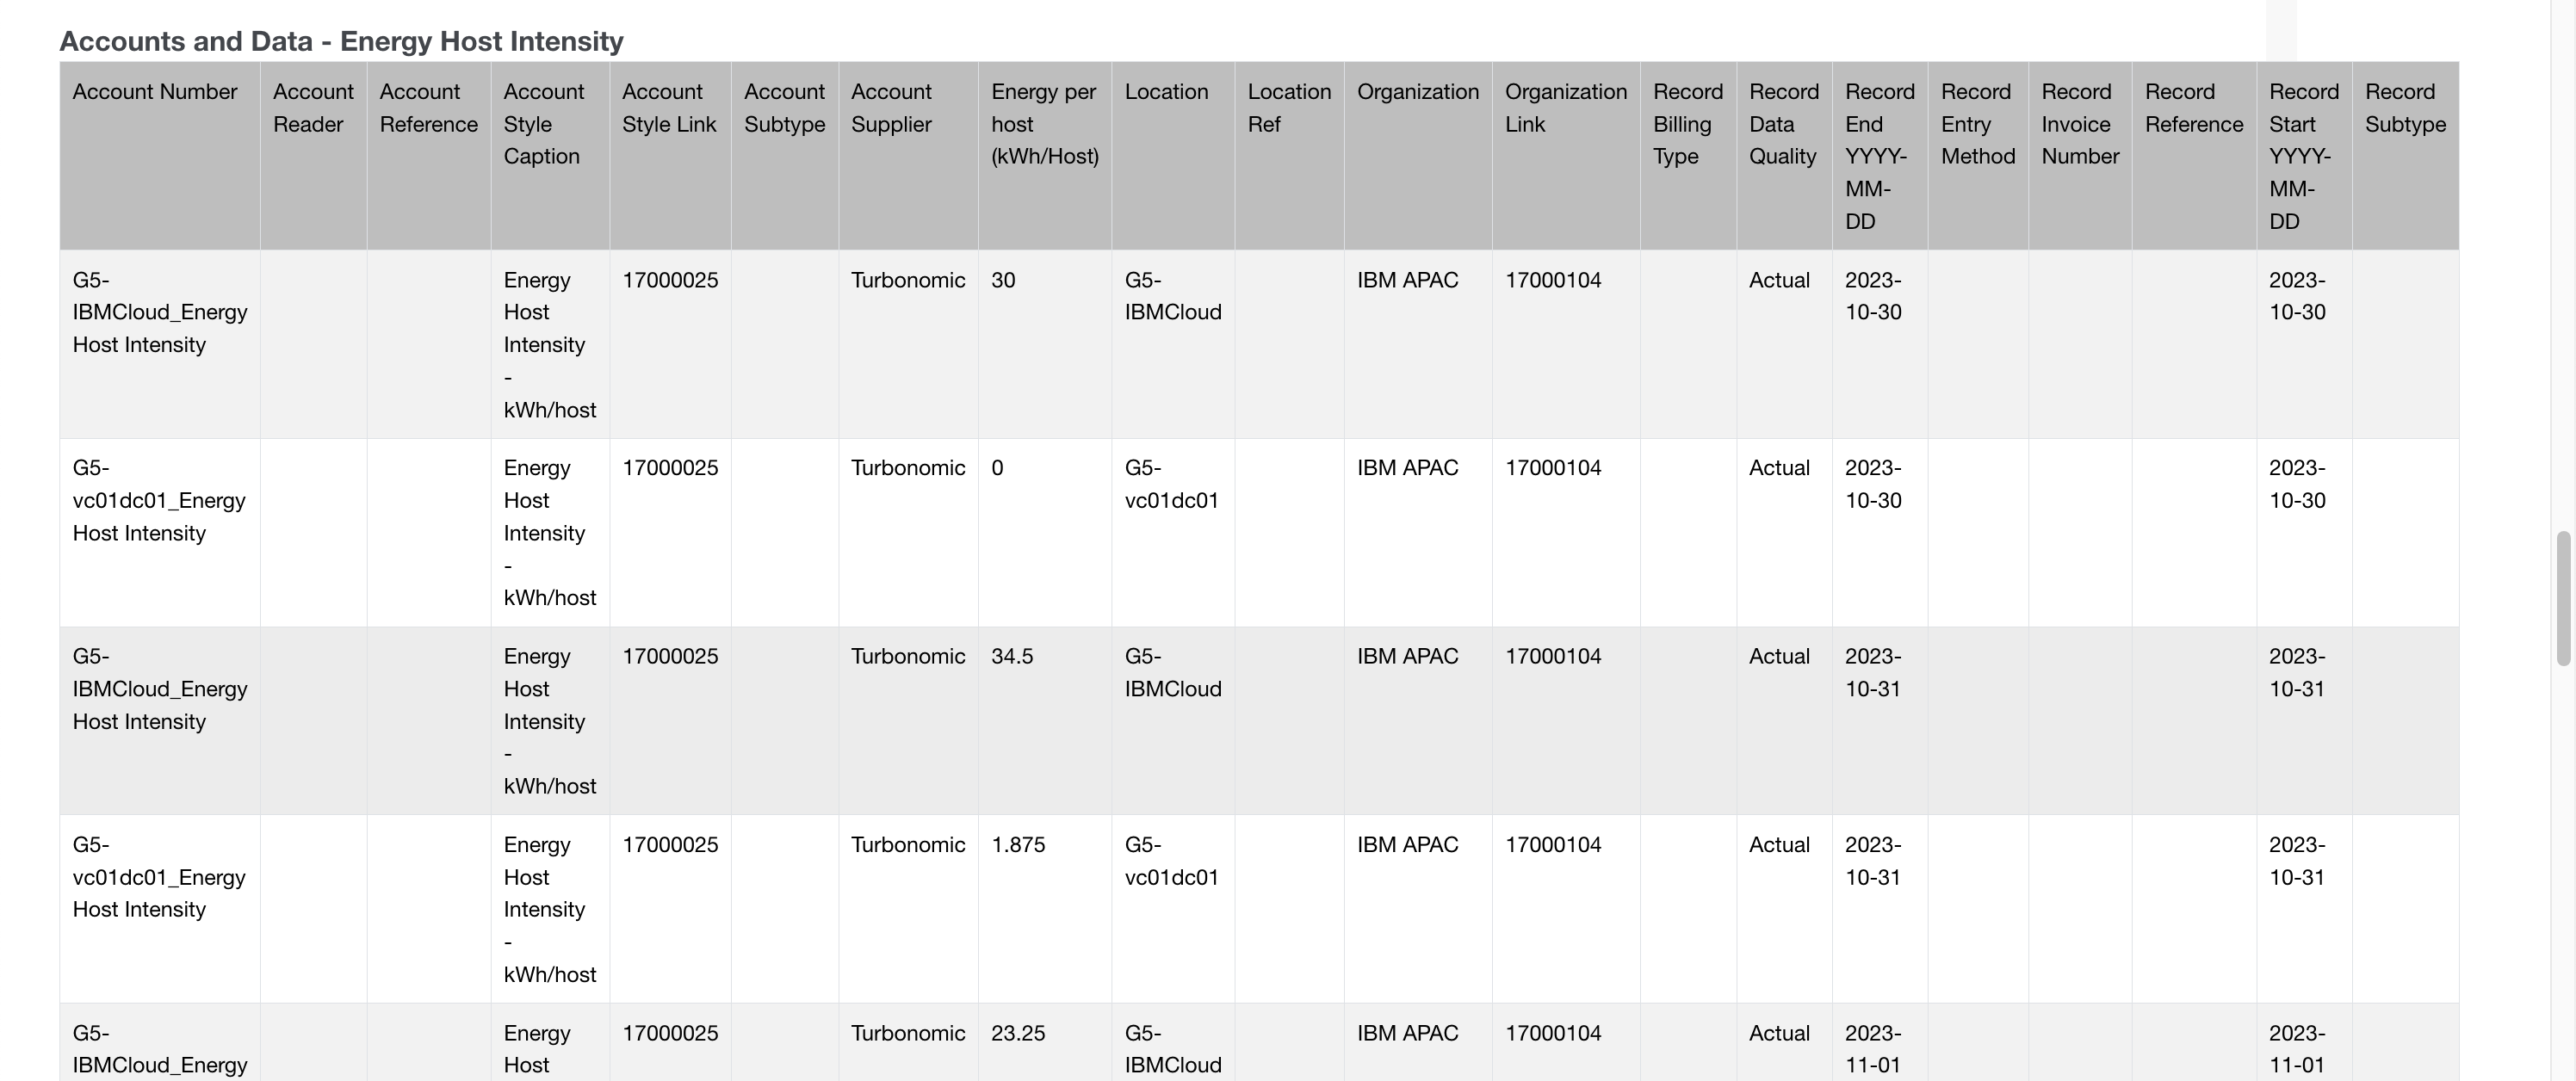 Accounts and Data - Energy Host Intensity
Account Number Account Reader Account Reference Account Style Caption Account Style Link Account Subtype Account Supplier Energy per host (kWh/Host) Location Location Ref Organization Organization Link Record Billing Type Record Data Quality Record End YYYY-MM-DD Record Entry Method Record Invoice Number Record Reference Record Start YYYY-MM-DD Record Subtype
G5-IBMCloud_Energy Host Intensity Energy Host Intensity - kWh/host 17000025 Turbonomic 30 G5-IBMCloud IBM APAC 17000104 Actual 2023-10-30 2023-10-30
G5-vc01dc01_Energy Host Intensity Energy Host Intensity - kWh/host 17000025 Turbonomic 0 G5-vc01dc01 IBM APAC 17000104 Actual 2023-10-30 2023-10-30
G5-IBMCloud_Energy Host Intensity Energy Host Intensity - kWh/host 17000025 Turbonomic 34.5 G5-IBMCloud IBM APAC 17000104 Actual 2023-10-31 2023-10-31
G5-vc01dc01_Energy Host Intensity Energy Host Intensity - kWh/host 17000025 Turbonomic 1.875 G5-vc01dc01 IBM APAC 17000104 Actual 2023-10-31 2023-10-31
G5-IBMCloud_Energy Energy Host 17000025 Turbonomic 23.25 G5-IBMCloud IBM APAC 17000104 Actual 2023-11-01 2023-11-01